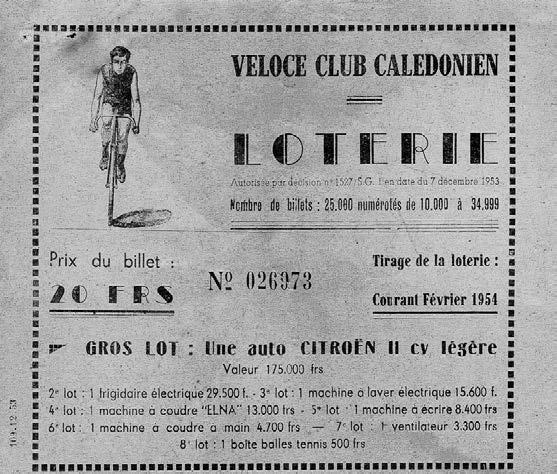 VELOCE CLUB CALEDONIEN
LOTERIE
Autorisée par décision n° 1527/S.G. 1 en date du 7 décembre 1953
Nombre de billets : 25.000 numérotés de 10.000 à 34.999
Prix du billet :
20 FRS
Nº 026973
Tirage de la loterie :
Courant Février 1954
GROS LOT : Une auto CITROËN II cv légère
Valeur 175.000 frs
2e lot : 1 frigidaire électrique 29.500 f. - 3e lot : 1 machine à laver électrique 15.600 f.
4e lot : 1 machine à coudre "ELNA" 13.000 frs - 5e lot : 1 machine à écrire 8.400 frs
6e lot : 1 machine à coudre a main 4.700 frs — 7e lot : 1 ventilateur 3.300 frs
8e lot : 1 boîte balles tennis 500 frs